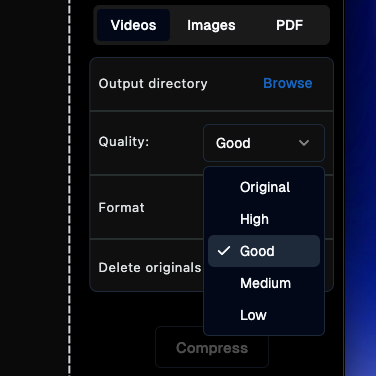 Videos Images PDF
Output directory Browse
Quality: Good
Original
High
Format
Good
Medium
Delete originals
Low
Compress